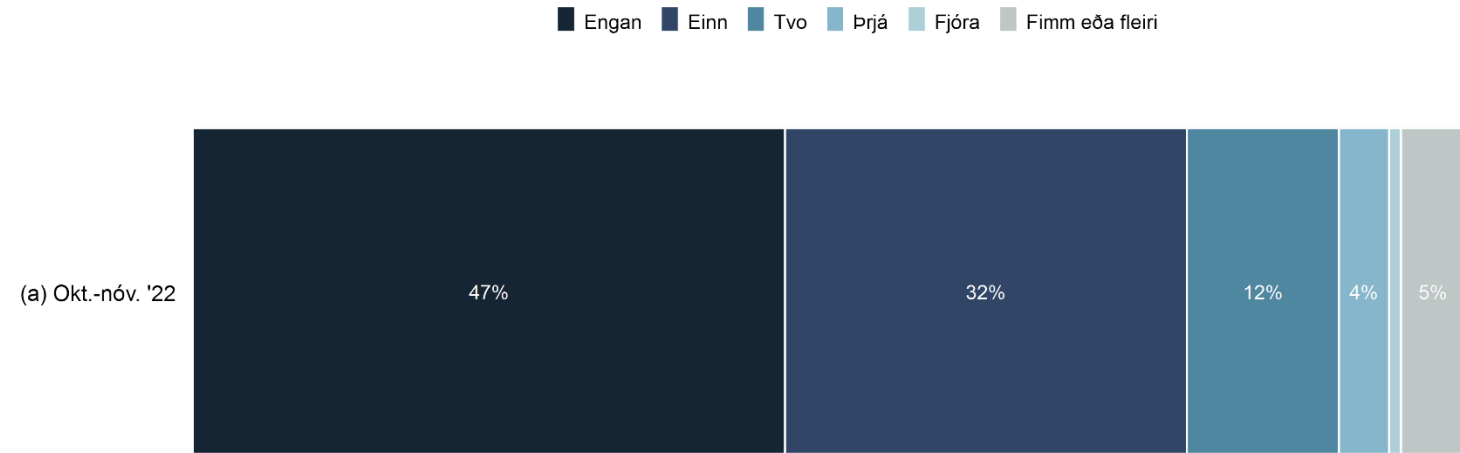 Engan Einn Tvo Þrjá Fjóra Fimm eða fleiri
(a) Okt.-nóv. '22 47% 32% 12% 4% 5%